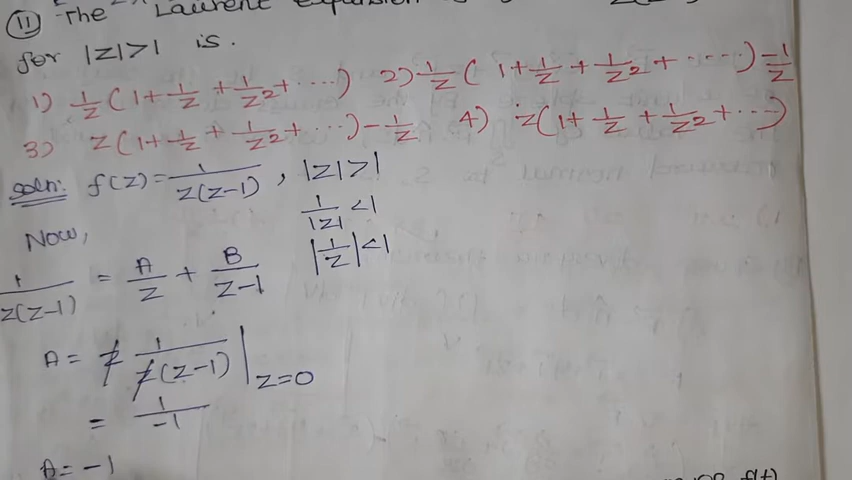 (11) The Laurent expansion
for |z|>1 is.
1) 1/z (1+1/z+1/z²+....) 2) 1/z (1+1/z+1/z²+.....)-1/z
3) z(1+1/z+1/z²+...)-1/z 4) z(1+1/z+1/z²+...)
soln: f(z)=1/z(z-1), |z|>1
1/|z|<1
Now, |1/z|<1
1/z(z-1) = A/z + B/z-1
A = z 1/z(z-1)|z=0
= 1/-1
A=-1
f(t)